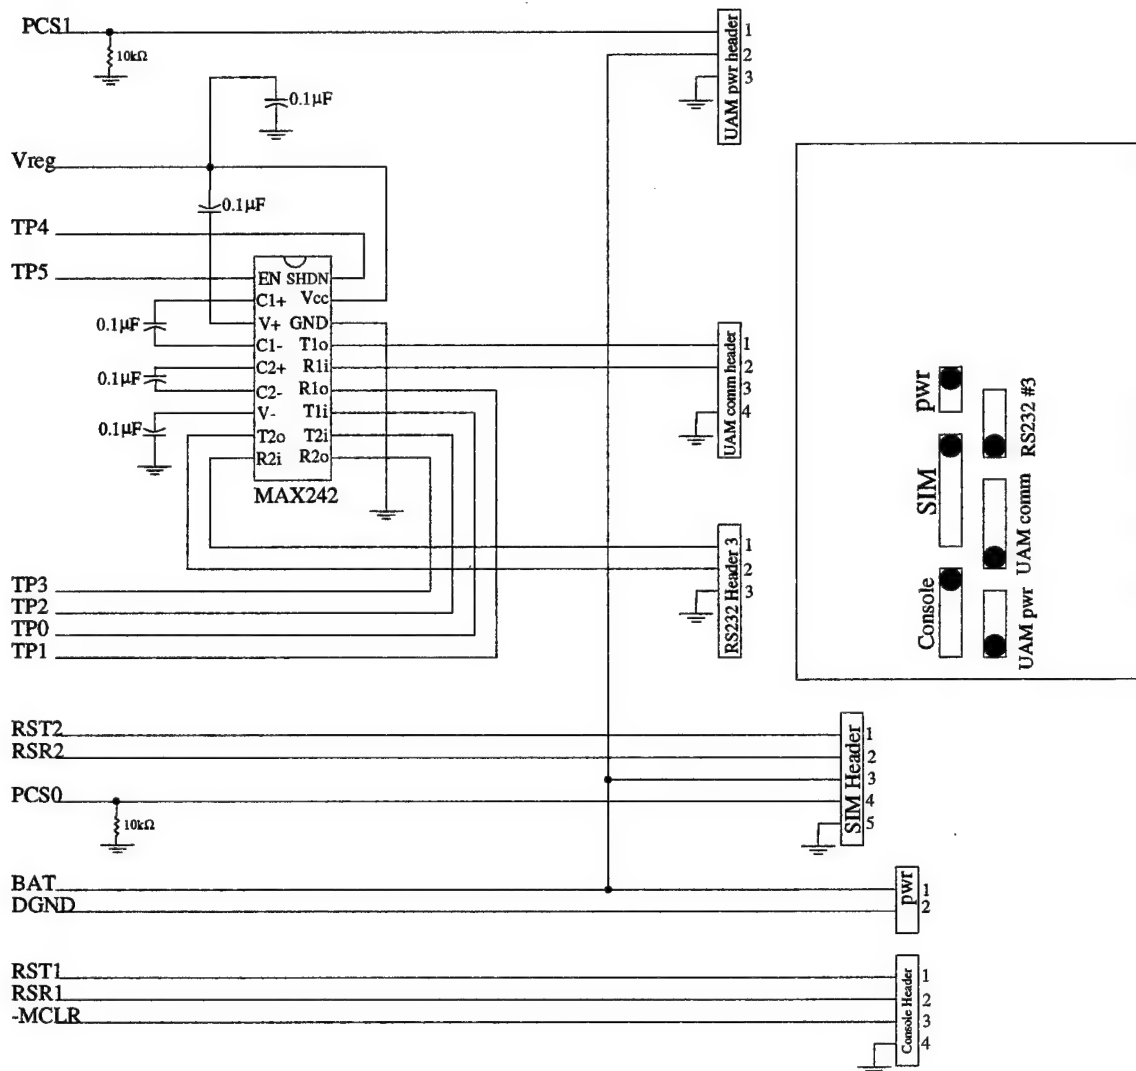 PCS1
10kΩ
0.1µF
Vreg
0.1µF
TP4
TP5
EN SHDN
C1+ Vcc
V+ GND
C1- T1o
C2+ R1i
C2- R1o
V- T1i
T2o T2i
R2i R2o
MAX242
0.1µF
0.1µF
0.1µF
TP3
TP2
TP0
TP1
UAM pwr header
1
2
3
UAM comm header
1
2
3
4
RS232 Header 3
1
2
3
pwr
SIM
Console
RS232 #3
UAM comm
UAM pwr
RST2
RSR2
PCS0
10kΩ
SIM Header
1
2
3
4
5
BAT
DGND
pwr
1
2
RST1
RSR1
-MCLR
Console Header
1
2
3
4